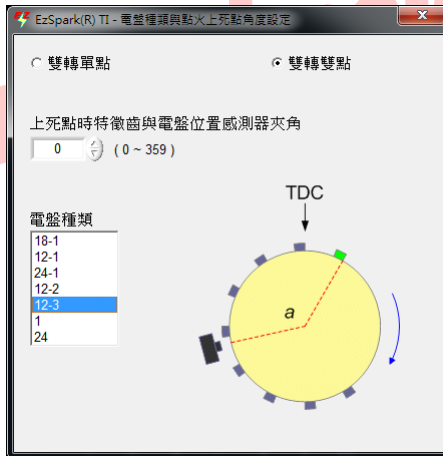 EzSpark(R) TI - 電盤種類與點火上死點角度設定
雙轉單點
雙轉雙點
上死點時特徵齒與電盤位置感測器夾角
0
( 0 ~ 359 )
電盤種類
18-1
12-1
24-1
12-2
12-3
1
24
TDC
a